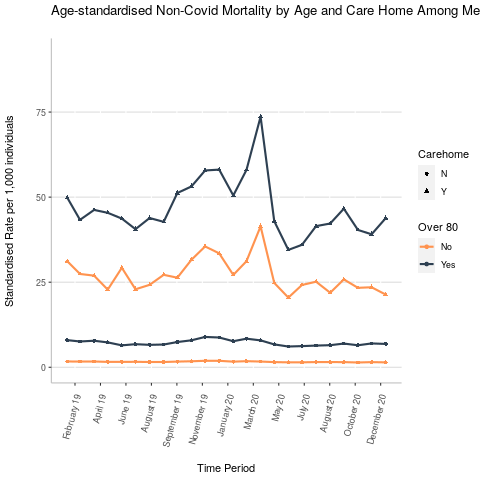 Age-standardised Non-Covid Mortality by Age and Care Home Among Me
Standardised Rate per 1,000 individuals
75
50
25
0
February 19
April 19
June 19
August 19
September 19
November 19
January 20
March 20
May 20
July 20
August 20
October 20
December 20
Time Period
Carehome
N
Y
Over 80
No
Yes